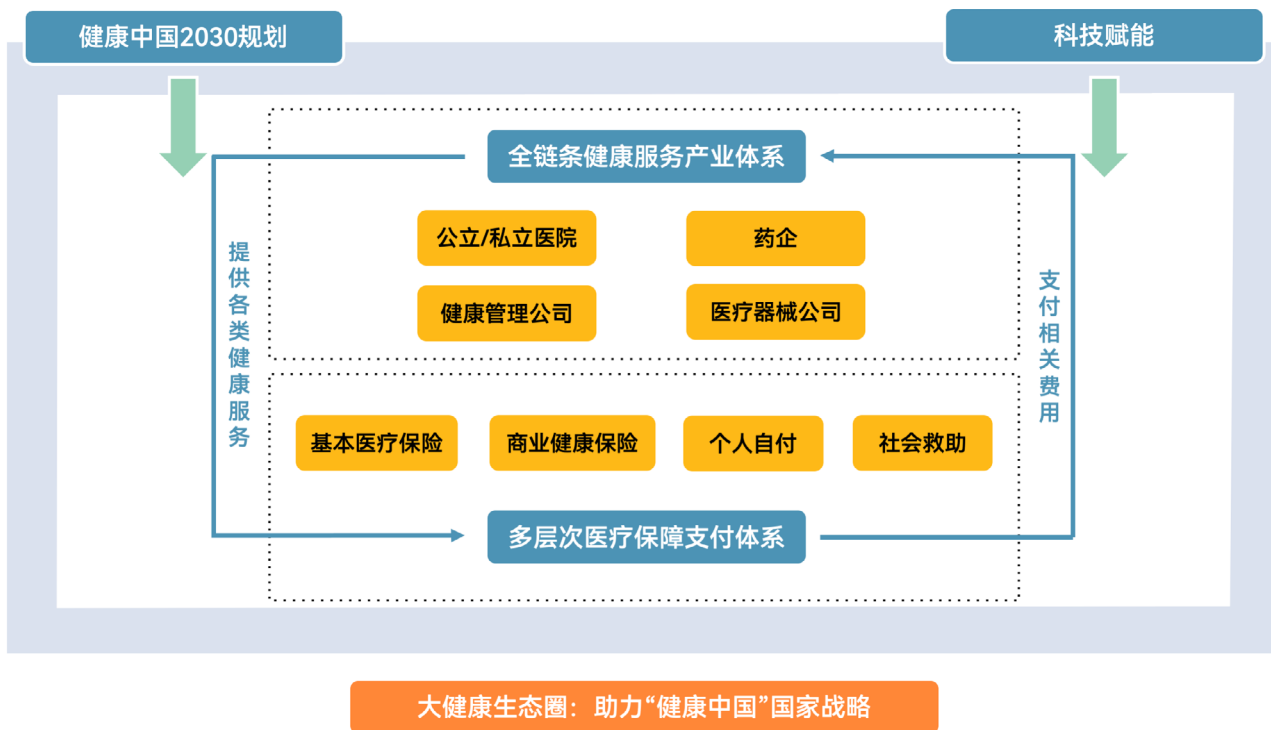 健康中国2030规划
科技赋能
全链条健康服务产业体系
公立/私立医院
药企
健康管理公司
医疗器械公司
提供各类健康服务
支付相关费用
基本医疗保险
商业健康保险
个人自付
社会救助
多层次医疗保障支付体系
大健康生态圈：助力“健康中国”国家战略